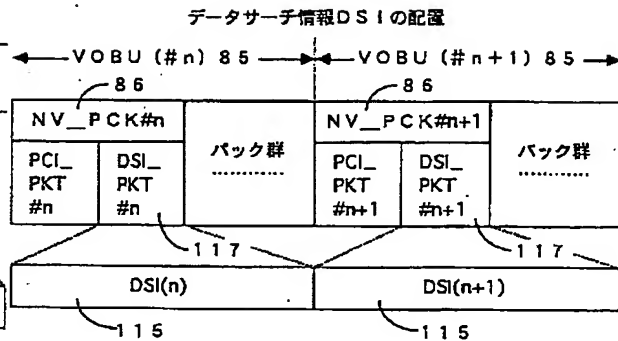 データサーチ情報DSIの配置
VOBU(#n)85
VOBU(#n+1)85
86
86
NV_PCK#n
NV_PCK#n+1
PCI_
PKT
#n
DSI_
PKT
#n
パック群
…………
PCI_
PKT
#n+1
DSI_
PKT
#n+1
パック群
…………
117
117
DSI(n)
DSI(n+1)
115
115